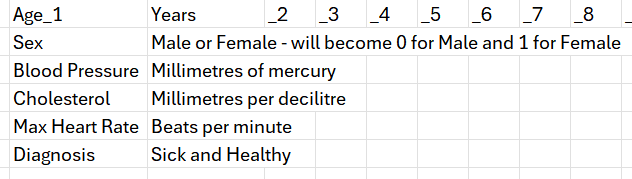 Age_1 Years _2 _3 _4 _5 _6 _7 _8
Sex Male or Female - will become 0 for Male and 1 for Female
Blood Pressure Millimetres of mercury
Cholesterol Millimetres per decilitre
Max Heart Rate Beats per minute
Diagnosis Sick and Healthy